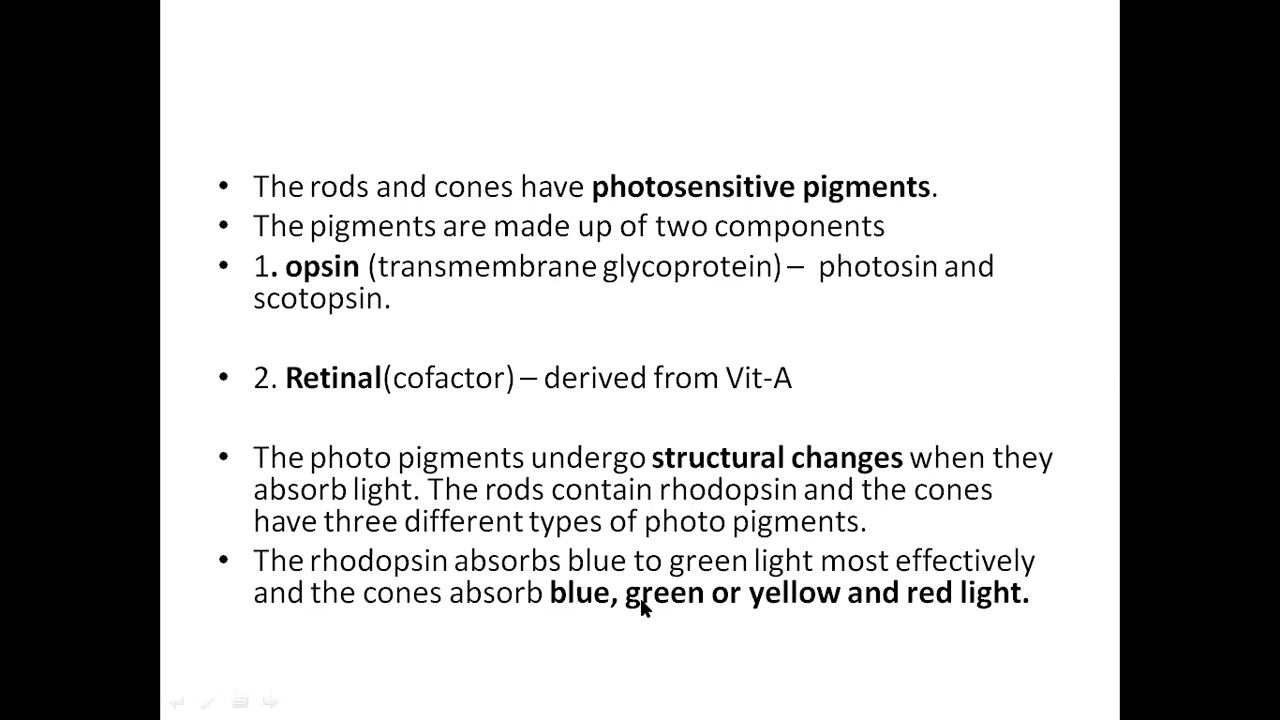 • The rods and cones have photosensitive pigments.
• The pigments are made up of two components
• 1. opsin (transmembrane glycoprotein) – photosin and
scotopsin.
• 2. Retinal(cofactor) – derived from Vit-A
• The photo pigments undergo structural changes when they
absorb light. The rods contain rhodopsin and the cones
have three different types of photo pigments.
• The rhodopsin absorbs blue to green light most effectively
and the cones absorb blue, green or yellow and red light.